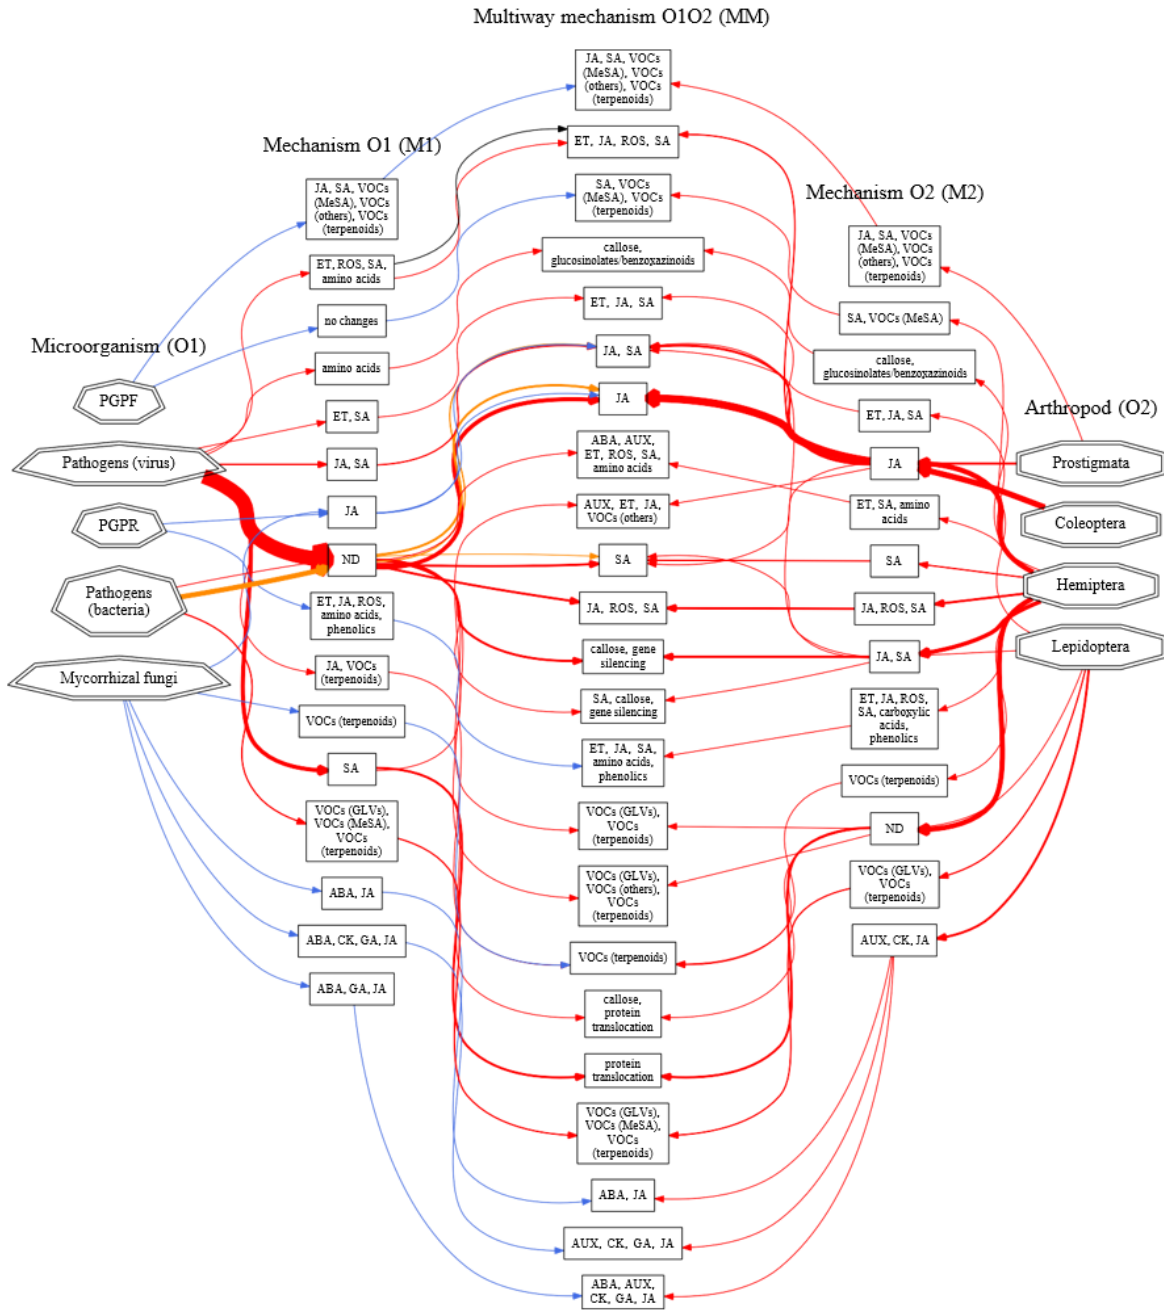 Multiway mechanism O1O2 (MM)
JA, SA, VOCs
(MeSA), VOCs
(others), VOCs
(terpenoids)
ET, JA, ROS, SA
SA, VOCs
(MeSA), VOCs
(terpenoids)
callose,
glucosinolates/benzoxazinoids
ET, JA, SA
JA, SA
JA
ABA, AUX,
ET, ROS, SA,
amino acids
AUX, ET, JA,
VOCs (others)
SA
JA, ROS, SA
callose, gene
silencing
SA, callose,
gene silencing
ET, JA, SA,
amino acids,
phenolics
VOCs (GLVs),
VOCs
(terpenoids)
VOCs (GLVs),
VOCs (others),
VOCs
(terpenoids)
VOCs (terpenoids)
callose,
protein
translocation
protein
translocation
VOCs (GLVs),
VOCs (MeSA),
VOCs
(terpenoids)
ABA, JA
AUX, CK, GA, JA
ABA, AUX,
CK, GA, JA
Mechanism O1 (M1)
JA, SA, VOCs
(MeSA), VOCs
(others), VOCs
(terpenoids)
ET, ROS, SA,
amino acids
no changes
amino acids
ET, SA
JA, SA
JA
ND
ET, JA, ROS,
amino acids,
phenolics
JA, VOCs
(terpenoids)
VOCs (terpenoids)
SA
VOCs (GLVs),
VOCs (MeSA),
VOCs
(terpenoids)
ABA, JA
ABA, CK, GA, JA
ABA, GA, JA
Microorganism (O1)
PGPF
Pathogens (virus)
PGPR
Pathogens
(bacteria)
Mycorrhizal fungi
Mechanism O2 (M2)
JA, SA, VOCs
(MeSA), VOCs
(others), VOCs
(terpenoids)
SA, VOCs (MeSA)
callose,
glucosinolates/benzoxazinoids
ET, JA, SA
JA
ET, SA, amino
acids
SA
JA, ROS, SA
JA, SA
ET, JA, ROS,
SA, carboxylic
acids,
phenolics
VOCs (terpenoids)
ND
VOCs (GLVs),
VOCs
(terpenoids)
AUX, CK, JA
Arthropod (O2)
Prostigmata
Coleoptera
Hemiptera
Lepidoptera